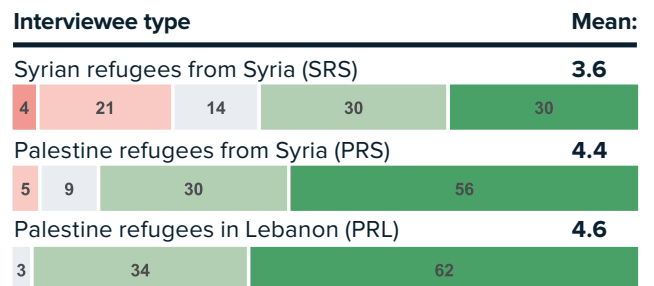 Interviewee type Mean:
Syrian refugees from Syria (SRS) 3.6
4 21 14 30 30
Palestine refugees from Syria (PRS) 4.4
5 9 30 56
Palestine refugees in Lebanon (PRL) 4.6
3 34 62